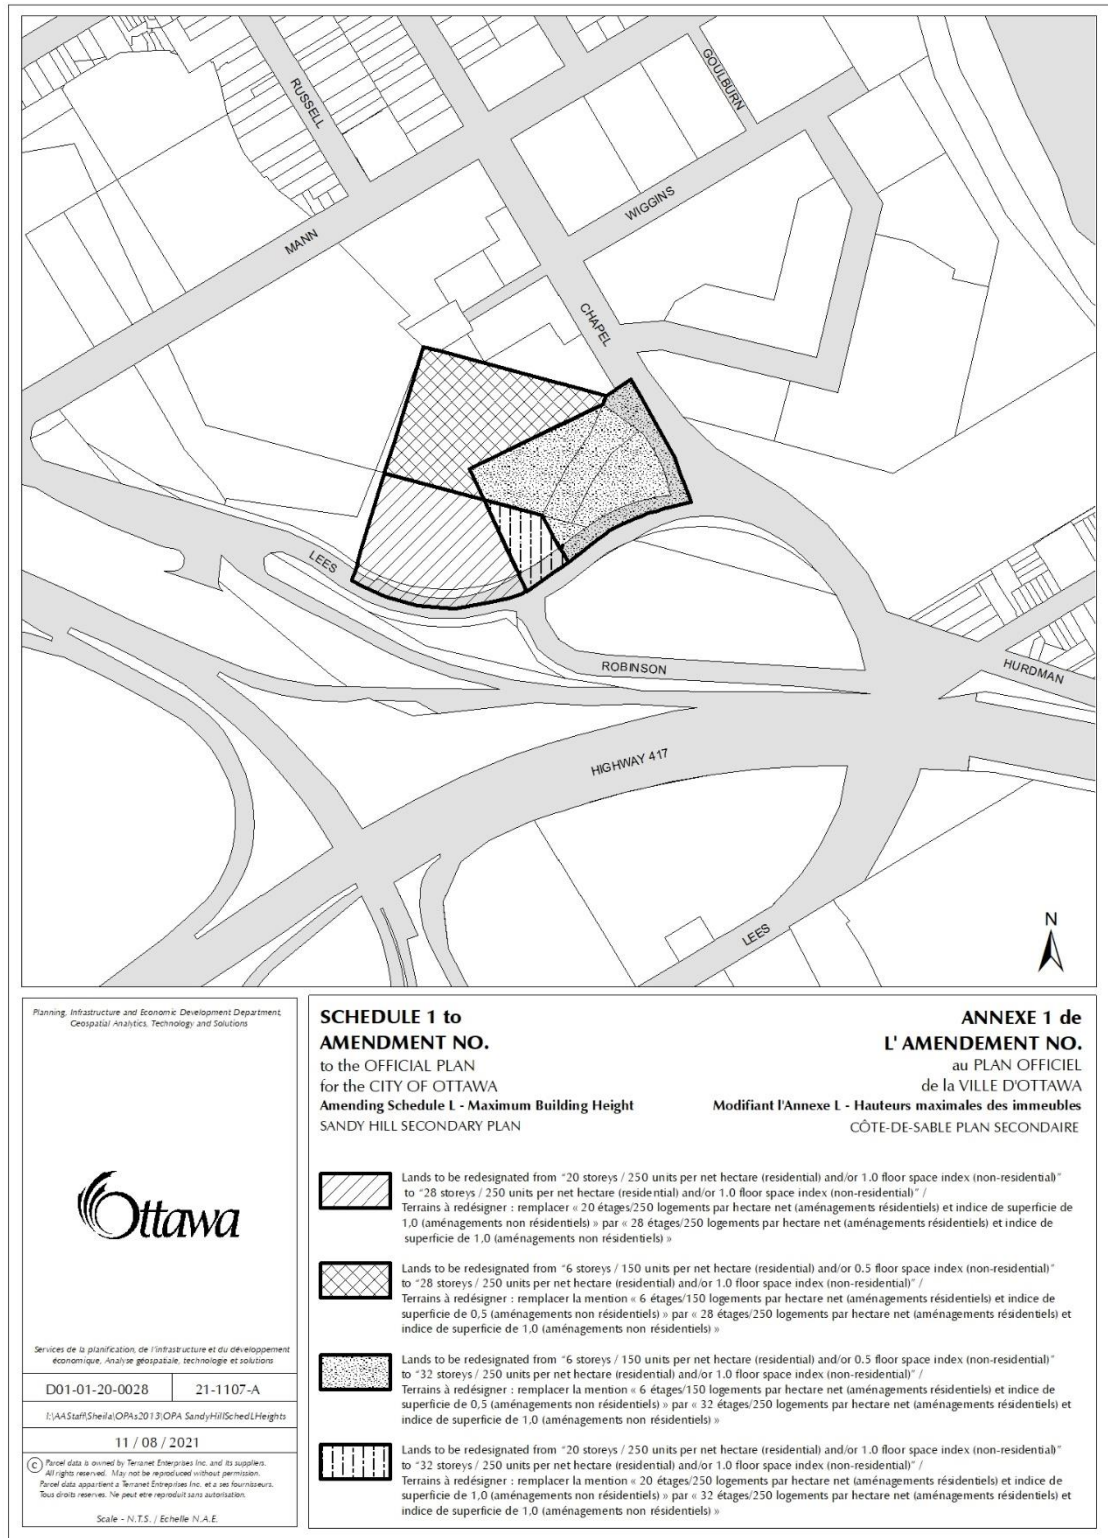 GOULBURN
RUSSELL
WIGGINS
MANN
CHAPEL
LEES
ROBINSON
HURDMAN
HIGHWAY 417
LEES
N
Planning, Infrastructure and Economic Development Department,
Geospatial Analytics, Technology and Solutions
Ottawa
Services de la planification, de l'infrastructure et du développement
économique, Analyse géospatiale, technologie et solutions
D01-01-20-0028
21-1107-A
I:\AAStaff\Sheila\OPAs2013\OPA SandyHillSchedLHeights
11 / 08 / 2021
© Parcel data is owned by Teranet Enterprises Inc. and its suppliers.
All rights reserved. May not be reproduced without permission.
Parcel data appartient a Teranet Entreprises Inc. et a ses fournisseurs.
Tous droits reserves. Ne peut etre reproduit sans autorisation.
Scale - N.T.S. / Echelle N.A.E.
SCHEDULE 1 to
AMENDMENT NO.
to the OFFICIAL PLAN
for the CITY OF OTTAWA
Amending Schedule L - Maximum Building Height
SANDY HILL SECONDARY PLAN
ANNEXE 1 de
L' AMENDEMENT NO.
au PLAN OFFICIEL
de la VILLE D'OTTAWA
Modifiant l'Annexe L - Hauteurs maximales des immeubles
CÔTE-DE-SABLE PLAN SECONDAIRE
Lands to be redesignated from "20 storeys / 250 units per net hectare (residential) and/or 1.0 floor space index (non-residential)"
to "28 storeys / 250 units per net hectare (residential) and/or 1.0 floor space index (non-residential)" /
Terrains à redésigner : remplacer « 20 étages/250 logements par hectare net (aménagements résidentiels) et indice de superficie de
1,0 (aménagements non résidentiels) » par « 28 étages/250 logements par hectare net (aménagements résidentiels) et indice de
superficie de 1,0 (aménagements non résidentiels) »
Lands to be redesignated from "6 storeys / 150 units per net hectare (residential) and/or 0.5 floor space index (non-residential)"
to "28 storeys / 250 units per net hectare (residential) and/or 1.0 floor space index (non-residential)" /
Terrains à redésigner : remplacer la mention « 6 étages/150 logements par hectare net (aménagements résidentiels) et indice de
superficie de 0,5 (aménagements non résidentiels) » par « 28 étages/250 logements par hectare net (aménagements résidentiels) et
indice de superficie de 1,0 (aménagements non résidentiels) »
Lands to be redesignated from "6 storeys / 150 units per net hectare (residential) and/or 0.5 floor space index (non-residential)"
to "32 storeys / 250 units per net hectare (residential) and/or 1.0 floor space index (non-residential)" /
Terrains à redésigner : remplacer la mention « 6 étages/150 logements par hectare net (aménagements résidentiels) et indice de
superficie de 0,5 (aménagements non résidentiels) » par « 32 étages/250 logements par hectare net (aménagements résidentiels) et
indice de superficie de 1,0 (aménagements non résidentiels) »
Lands to be redesignated from "20 storeys / 250 units per net hectare (residential) and/or 1.0 floor space index (non-residential)"
to "32 storeys / 250 units per net hectare (residential) and/or 1.0 floor space index (non-residential)" /
Terrains à redésigner : remplacer la mention « 20 étages/250 logements par hectare net (aménagements résidentiels) et indice de
superficie de 1,0 (aménagements non résidentiels) » par « 32 étages/250 logements par hectare net (aménagements résidentiels) et
indice de superficie de 1,0 (aménagements non résidentiels) »